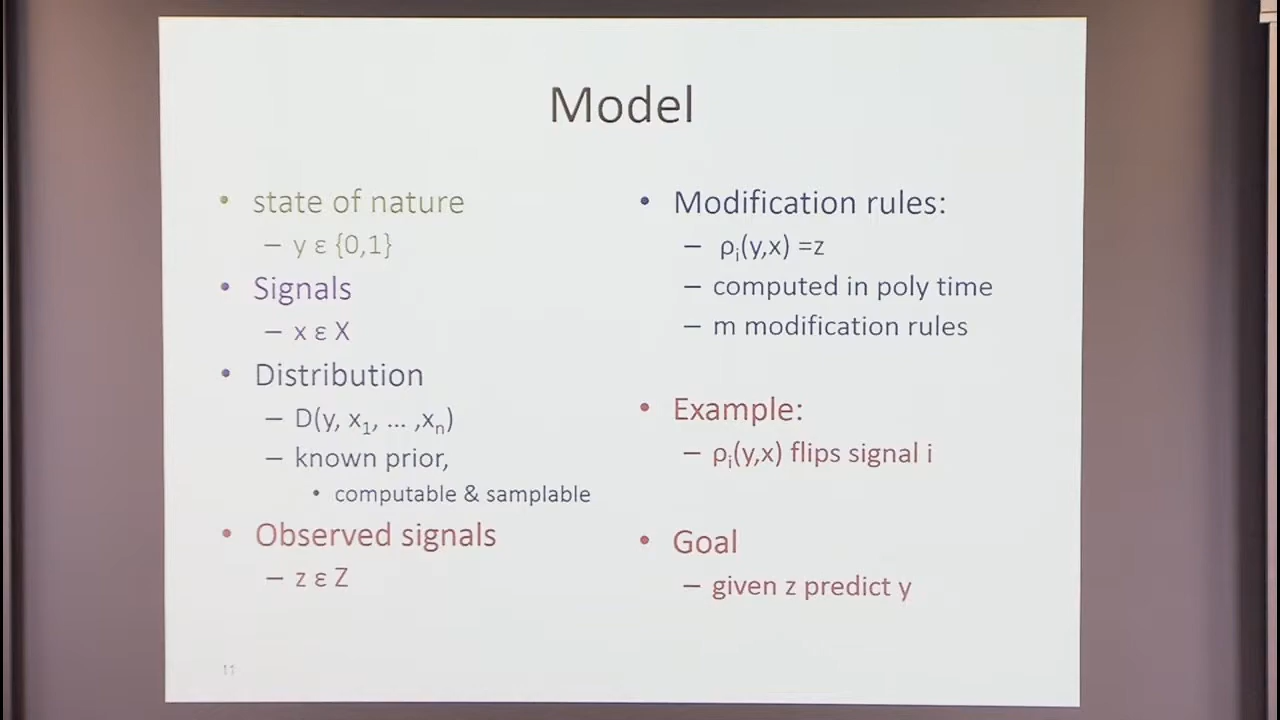 Model
• state of nature
– y ε {0,1}
• Signals
– x ε X
• Distribution
– D(y, x₁, ... ,xₙ)
– known prior,
• computable & samplable
• Observed signals
– z ε Z
• Modification rules:
– ρᵢ(y,x) =z
– computed in poly time
– m modification rules
• Example:
– ρᵢ(y,x) flips signal i
• Goal
– given z predict y
11